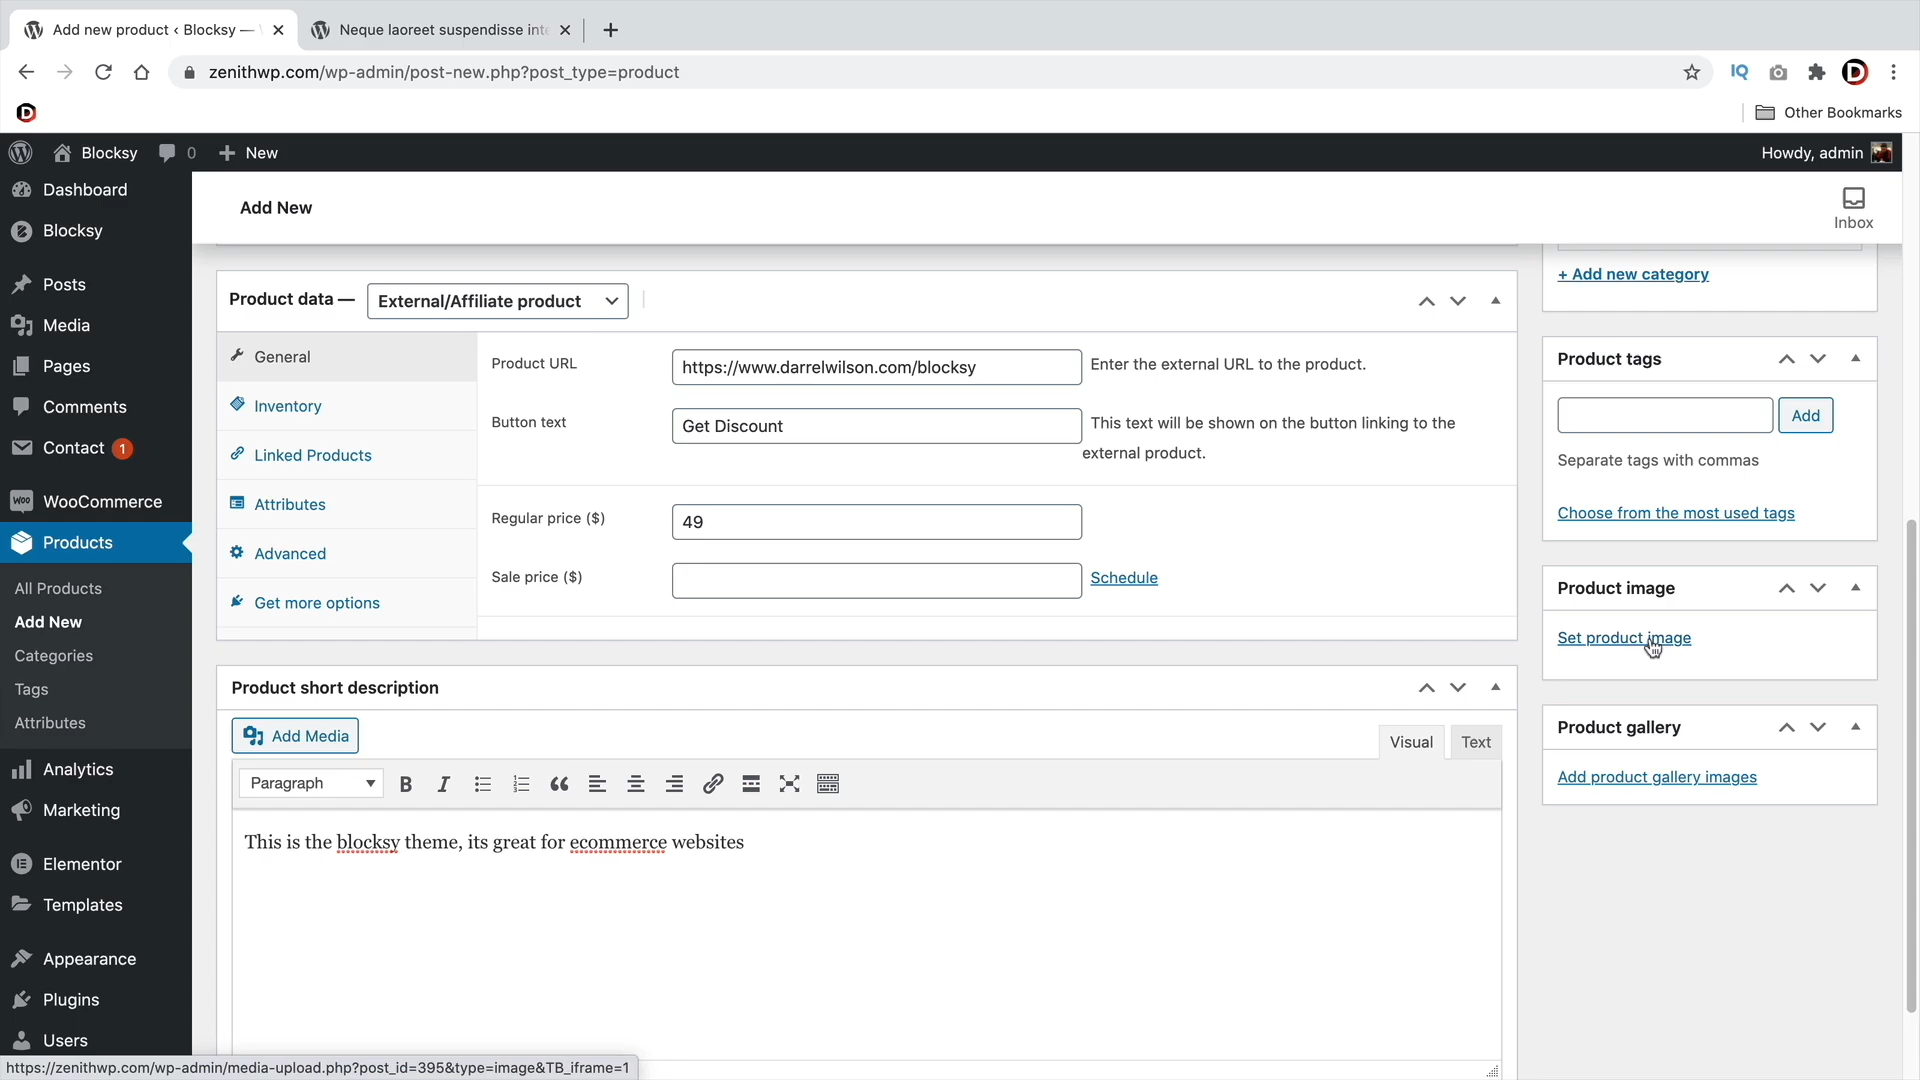 Add new product ‹ Blocksy —
Neque laoreet suspendisse inte
zenithwp.com/wp-admin/post-new.php?post_type=product
IQ
D
D
Other Bookmarks
Blocksy
0
New
Howdy, admin
Dashboard
Blocksy
Posts
Media
Pages
Comments
Contact 1
WooCommerce
Products
All Products
Add New
Categories
Tags
Attributes
Analytics
Marketing
Elementor
Templates
Appearance
Plugins
Users
Add New
Inbox
Product data —
External/Affiliate product
General
Inventory
Linked Products
Attributes
Advanced
Get more options
Product URL
https://www.darrelwilson.com/blocksy
Enter the external URL to the product.
Button text
Get Discount
This text will be shown on the button linking to the
external product.
Regular price ($)
49
Sale price ($)
Schedule
Product short description
Add Media
Visual
Text
Paragraph
This is the blocksy theme, its great for ecommerce websites
+ Add new category
Product tags
Add
Separate tags with commas
Choose from the most used tags
Product image
Set product image
Product gallery
Add product gallery images
https://zenithwp.com/wp-admin/media-upload.php?post_id=395&type=image&TB_iframe=1